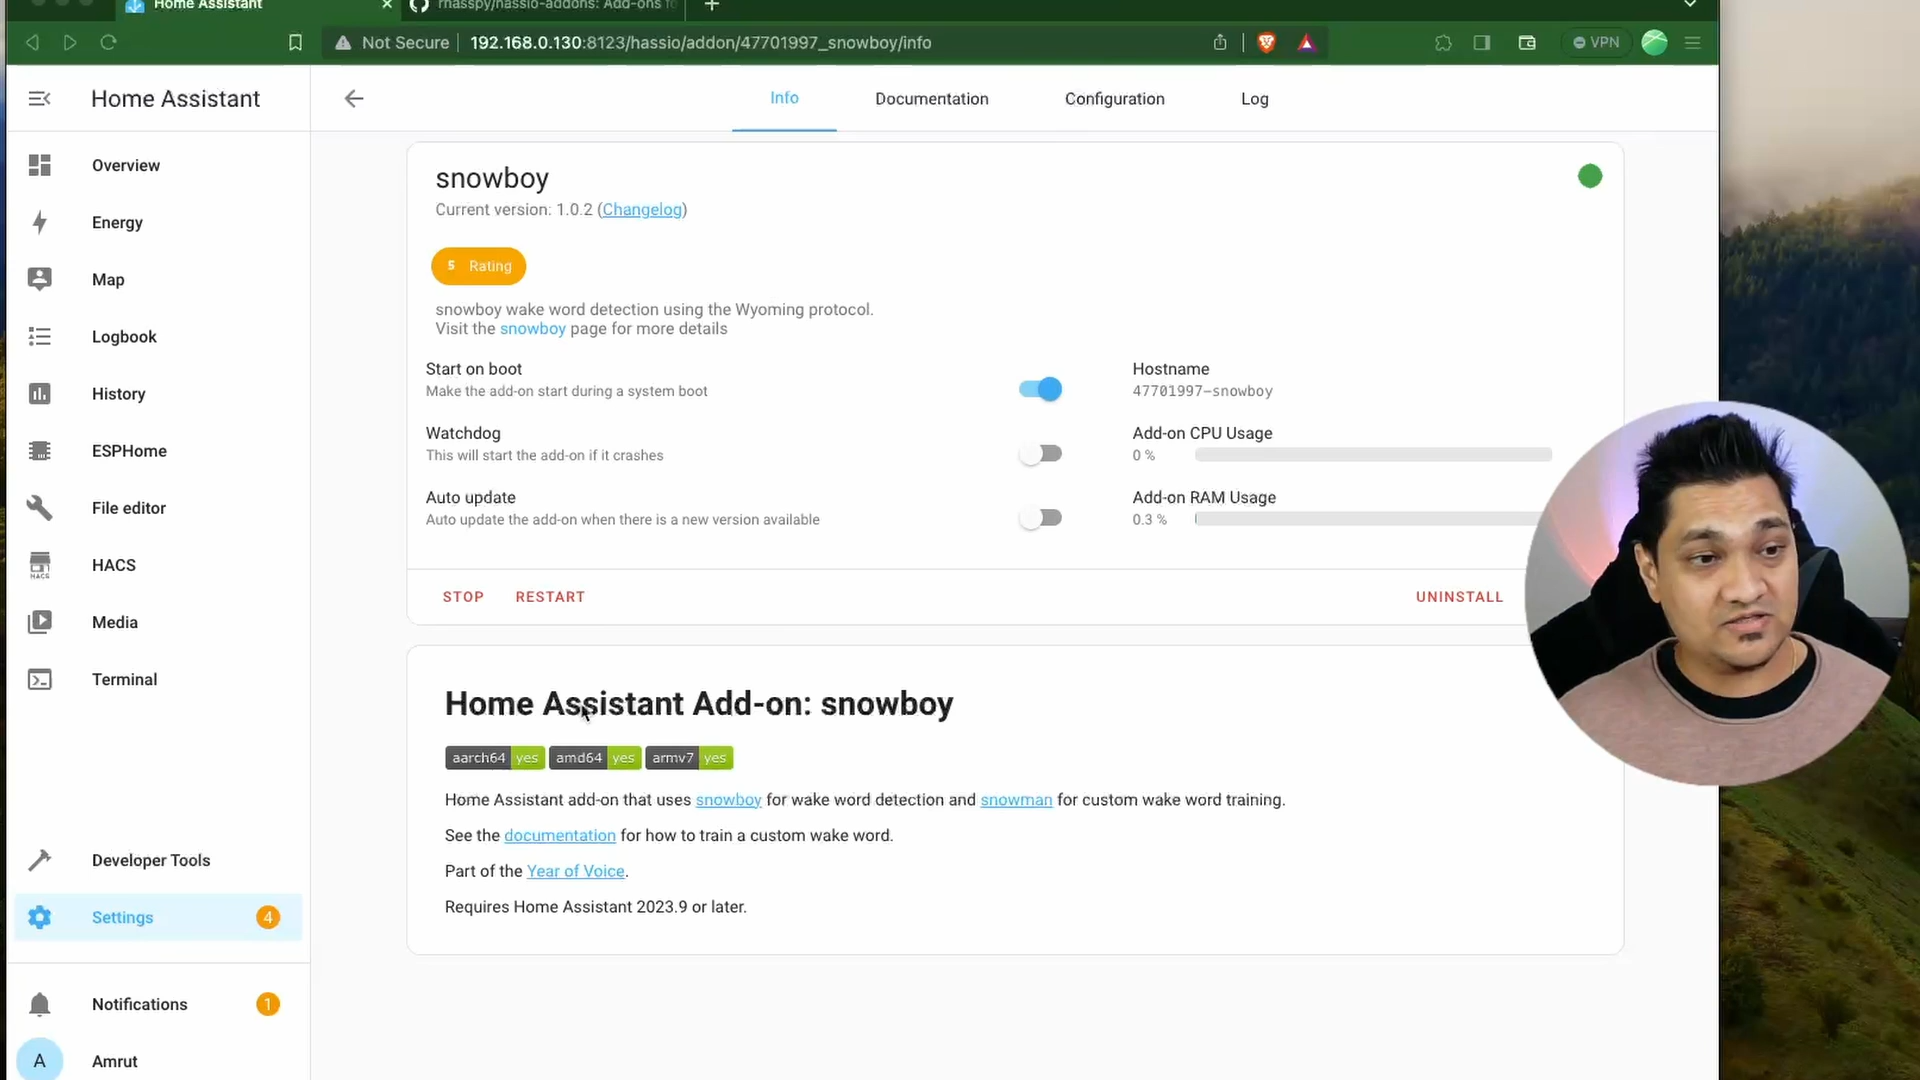 Home Assistant
rhasspy/hassio-addons: Add-ons fo
Not Secure 192.168.0.130:8123/hassio/addon/47701997_snowboy/info
VPN
Home Assistant
Info
Documentation
Configuration
Log
Overview
Energy
Map
Logbook
History
ESPHome
File editor
HACS
HACS
Media
Terminal
Developer Tools
Settings 4
Notifications 1
A Amrut
snowboy
Current version: 1.0.2 (Changelog)
5 Rating
snowboy wake word detection using the Wyoming protocol.
Visit the snowboy page for more details
Start on boot
Make the add-on start during a system boot
Watchdog
This will start the add-on if it crashes
Auto update
Auto update the add-on when there is a new version available
Hostname
47701997-snowboy
Add-on CPU Usage
0 %
Add-on RAM Usage
0.3 %
STOP
RESTART
UNINSTALL
Home Assistant Add-on: snowboy
aarch64 yes amd64 yes armv7 yes
Home Assistant add-on that uses snowboy for wake word detection and snowman for custom wake word training.
See the documentation for how to train a custom wake word.
Part of the Year of Voice.
Requires Home Assistant 2023.9 or later.